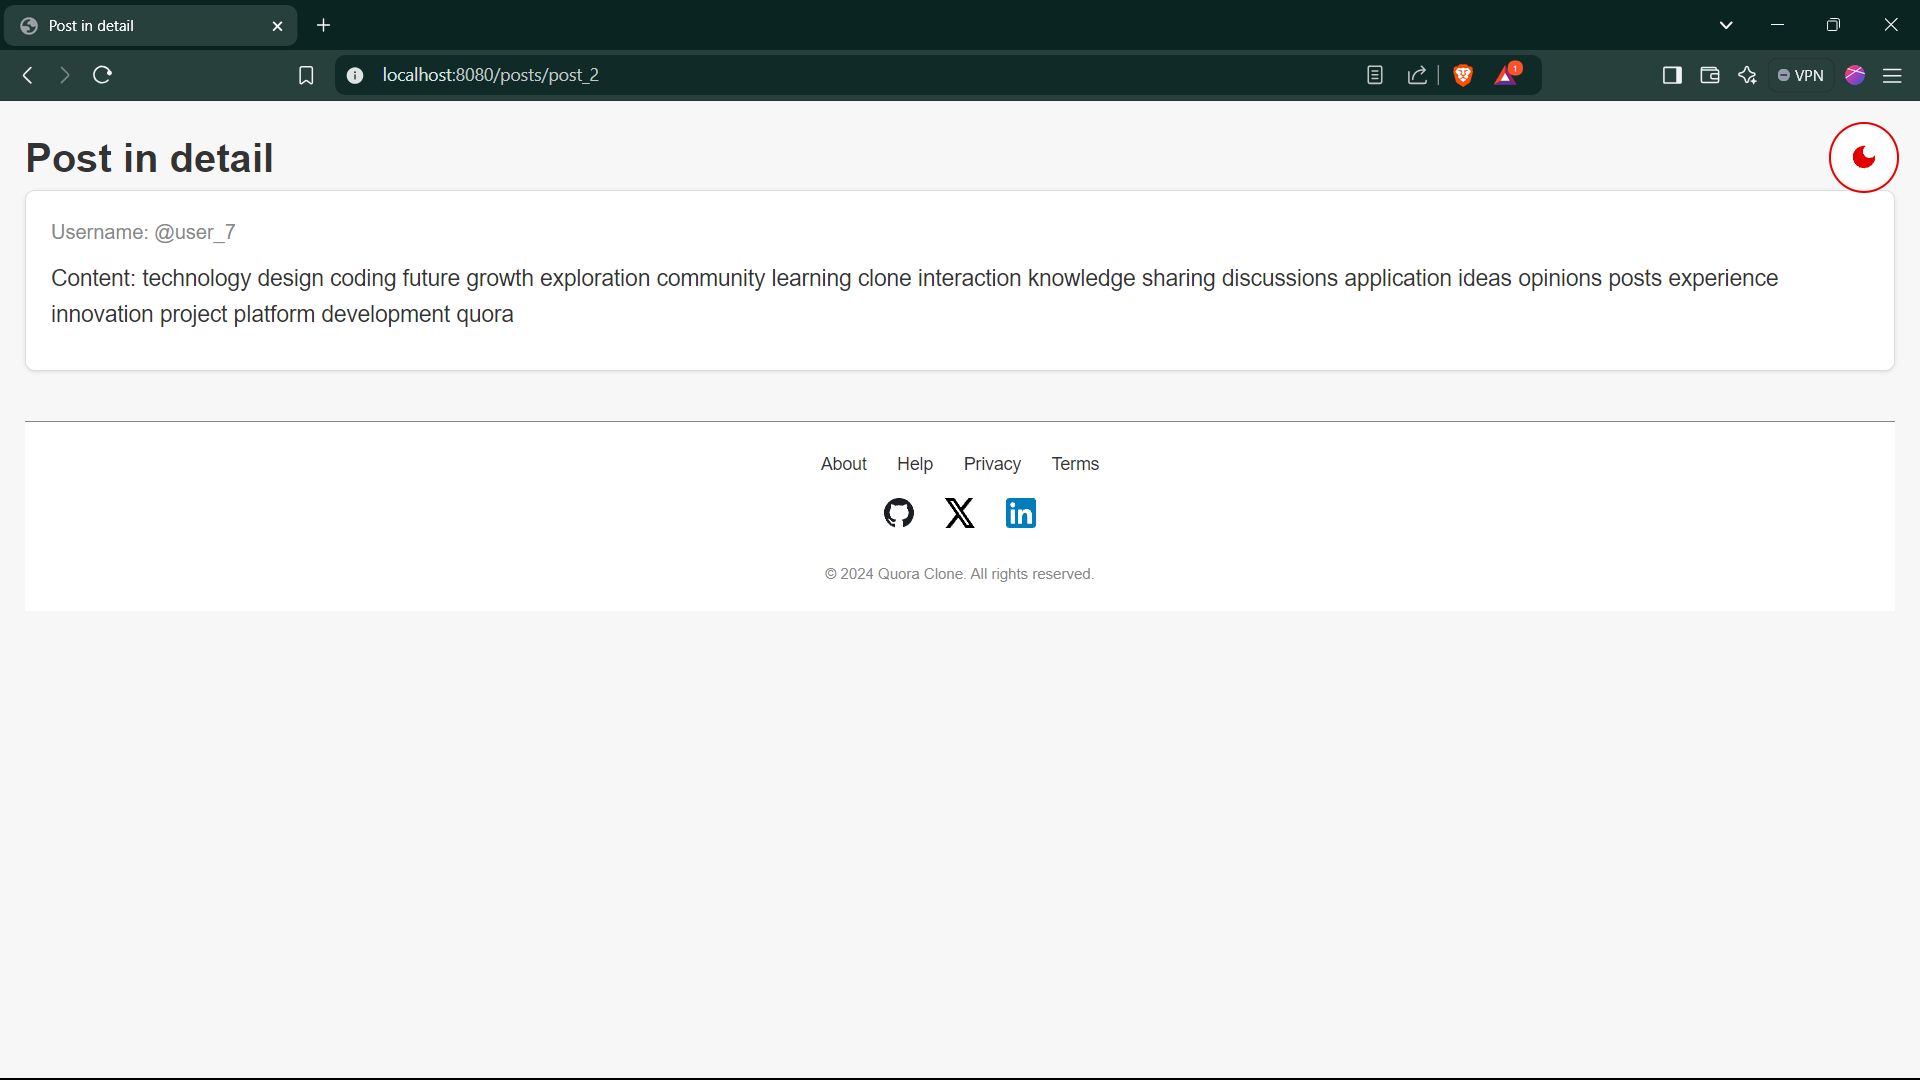 Post in detail
localhost:8080/posts/post_2
1
VPN
Post in detail
Username: @user_7
Content: technology design coding future growth exploration community learning clone interaction knowledge sharing discussions application ideas opinions posts experience
innovation project platform development quora
About Help Privacy Terms
in
© 2024 Quora Clone. All rights reserved.